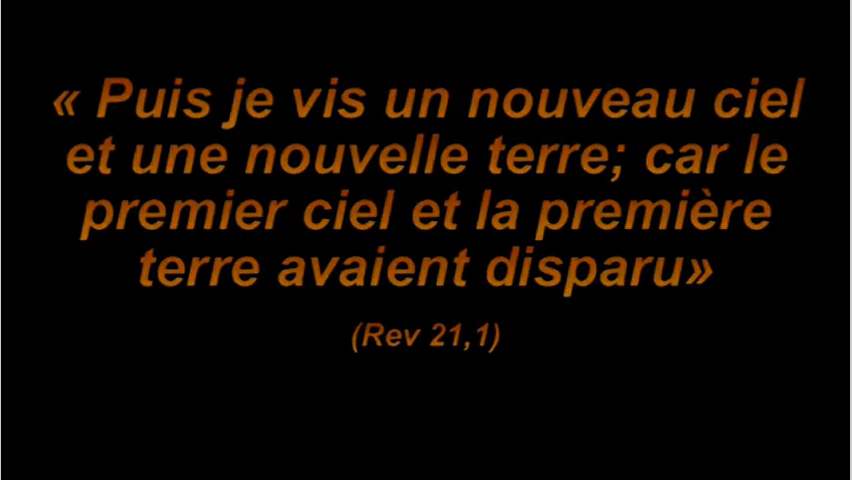 « Puis je vis un nouveau ciel
et une nouvelle terre; car le
premier ciel et la première
terre avaient disparu»
(Rev 21,1)